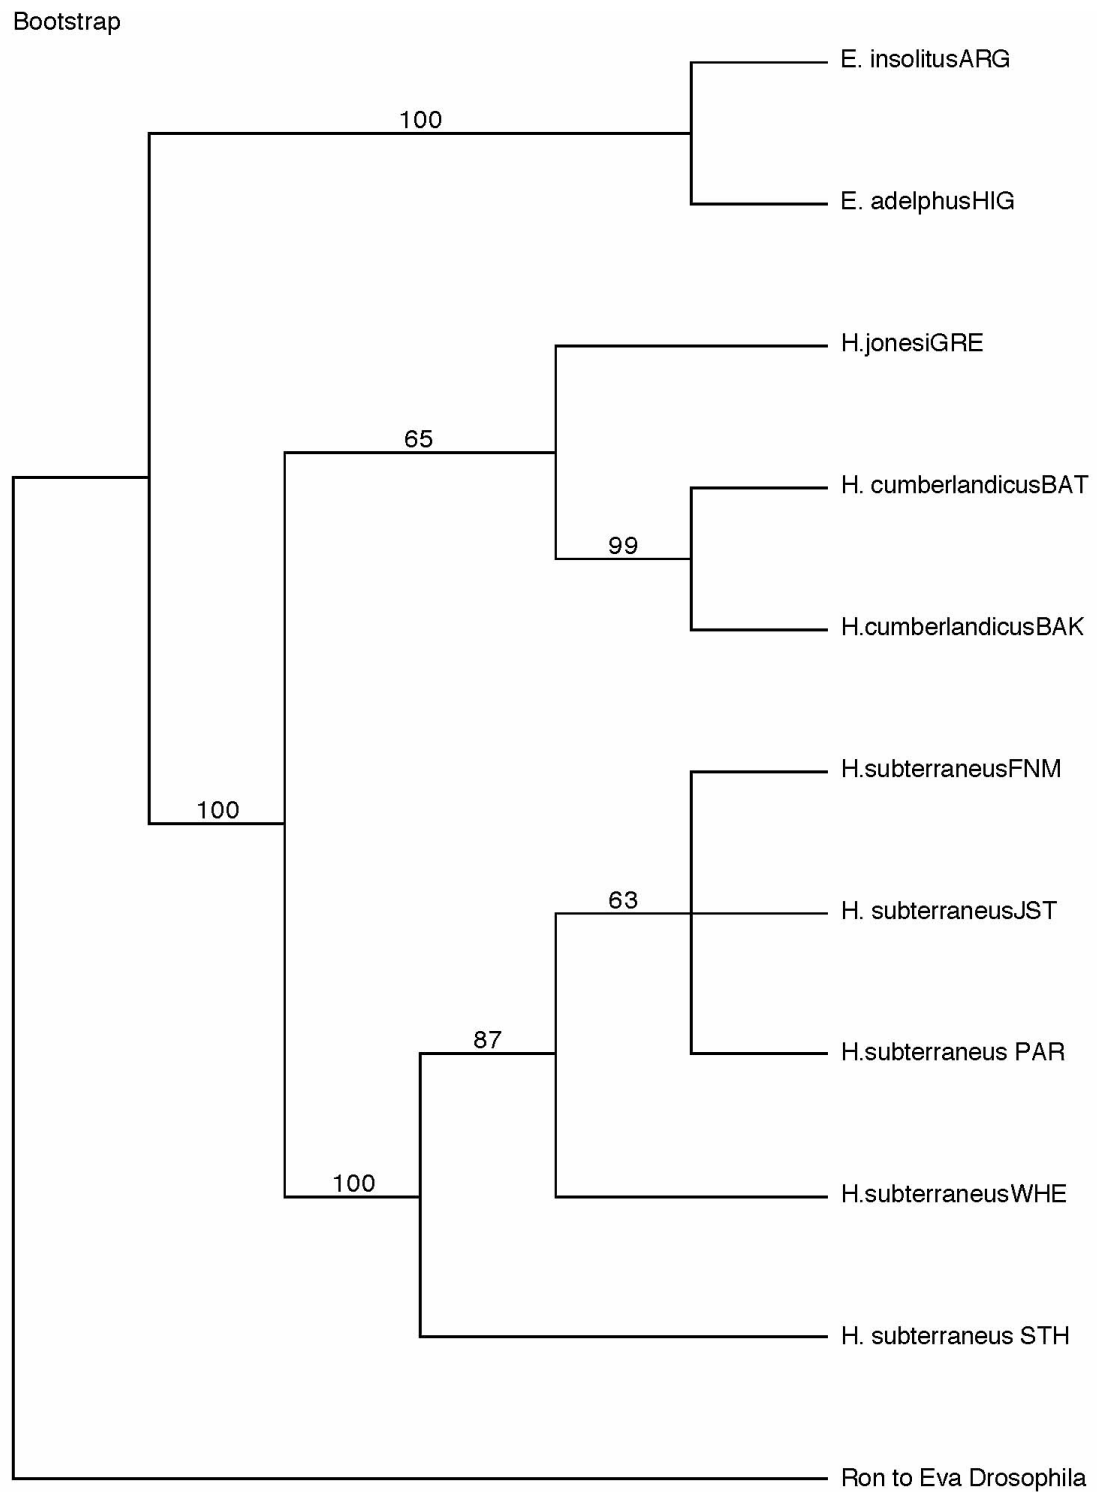 Bootstrap
E. insolitusARG
100
E. adelphusHIG
H.jonesiGRE
65
H. cumberlandicusBAT
99
H.cumberlandicusBAK
H.subterraneusFNM
100
63
H. subterraneusJST
87
H.subterraneus PAR
100
H.subterraneusWHE
H. subterraneus STH
Ron to Eva Drosophila